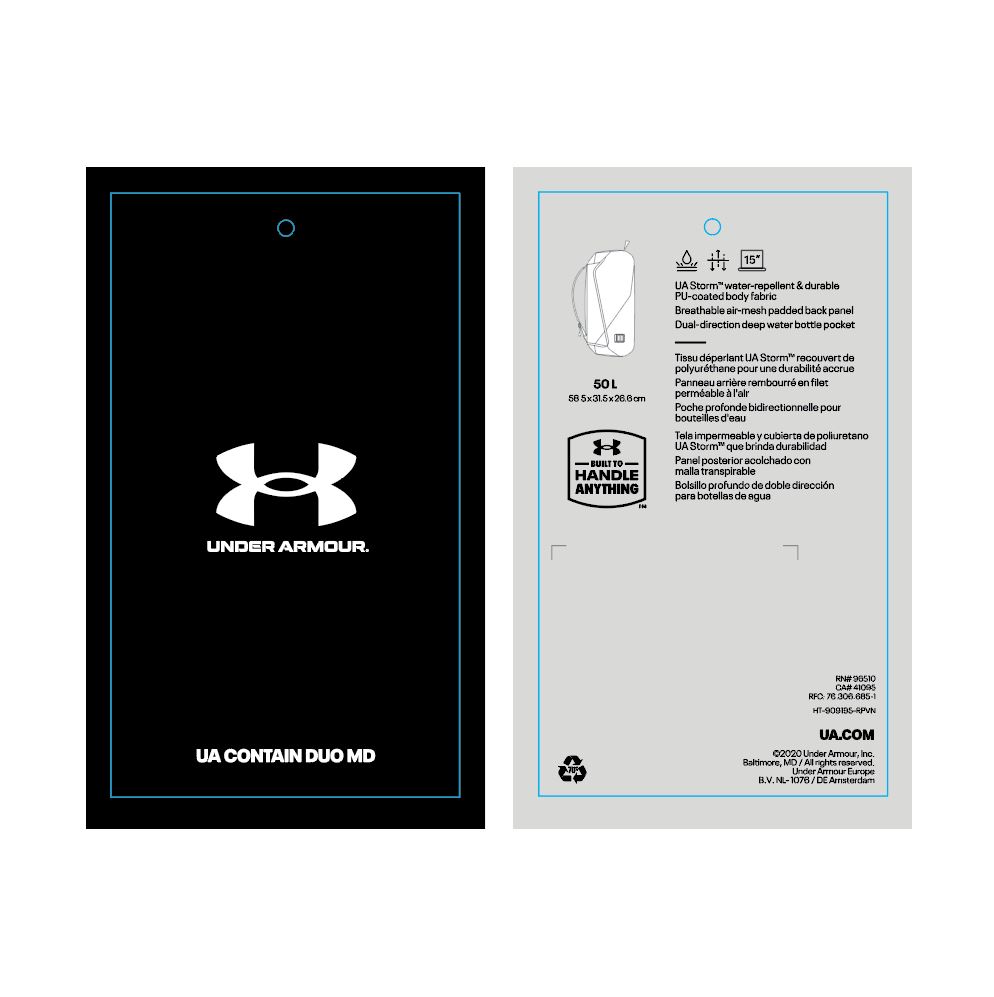 UNDER ARMOUR.
UA CONTAIN DUO MD
15"
UA Storm™ water-repellent & durable
PU-coated body fabric
Breathable air-mesh padded back panel
Dual-direction deep water bottle pocket
Tissu déperlant UA Storm™ recouvert de
polyuréthane pour une durabilité accrue
Panneau arrière rembourré en filet
perméable à l'air
Poche profonde bidirectionnelle pour
bouteilles d'eau
Tela impermeable y cubierta de poliuretano
UA Storm™ que brinda durabilidad
Panel posterior acolchado con
malla transpirable
Bolsillo profundo de doble dirección
para botellas de agua
50 L
56.5 x 31.5 x 26.6 cm
BUILT TO
HANDLE
ANYTHING
TM
RN# 96510
CA# 41095
RFC: 76.306.685-1
HT-909195-RPVN
UA.COM
©2020 Under Armour, Inc.
Baltimore, MD / All rights reserved.
Under Armour Europe
B.V. NL-1076 / DE Amsterdam